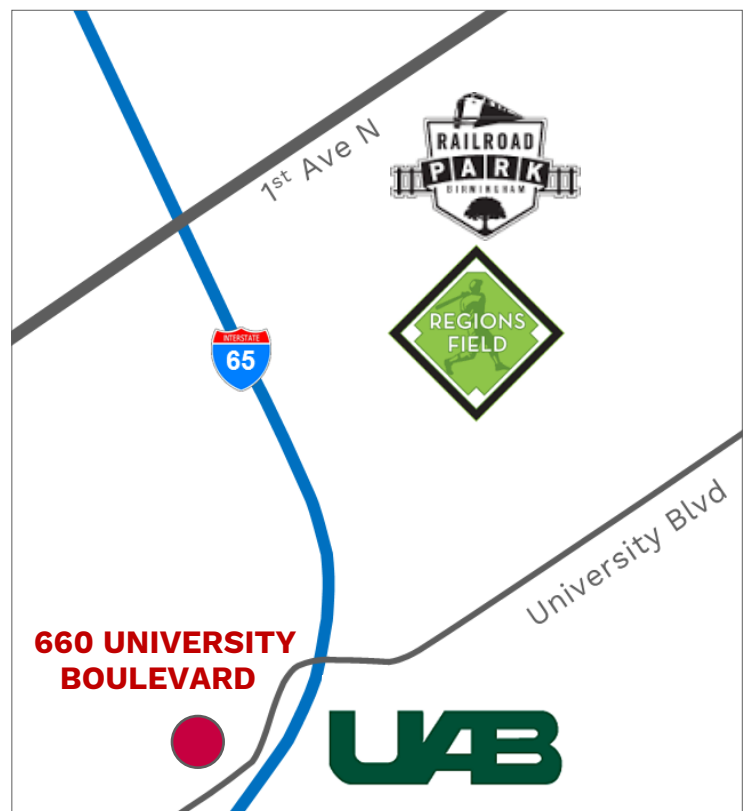 1st Ave N
RAILROAD
PARK
BIRMINGHAM
REGIONS
FIELD
INTERSTATE
65
University Blvd
660 UNIVERSITY
BOULEVARD
UAB